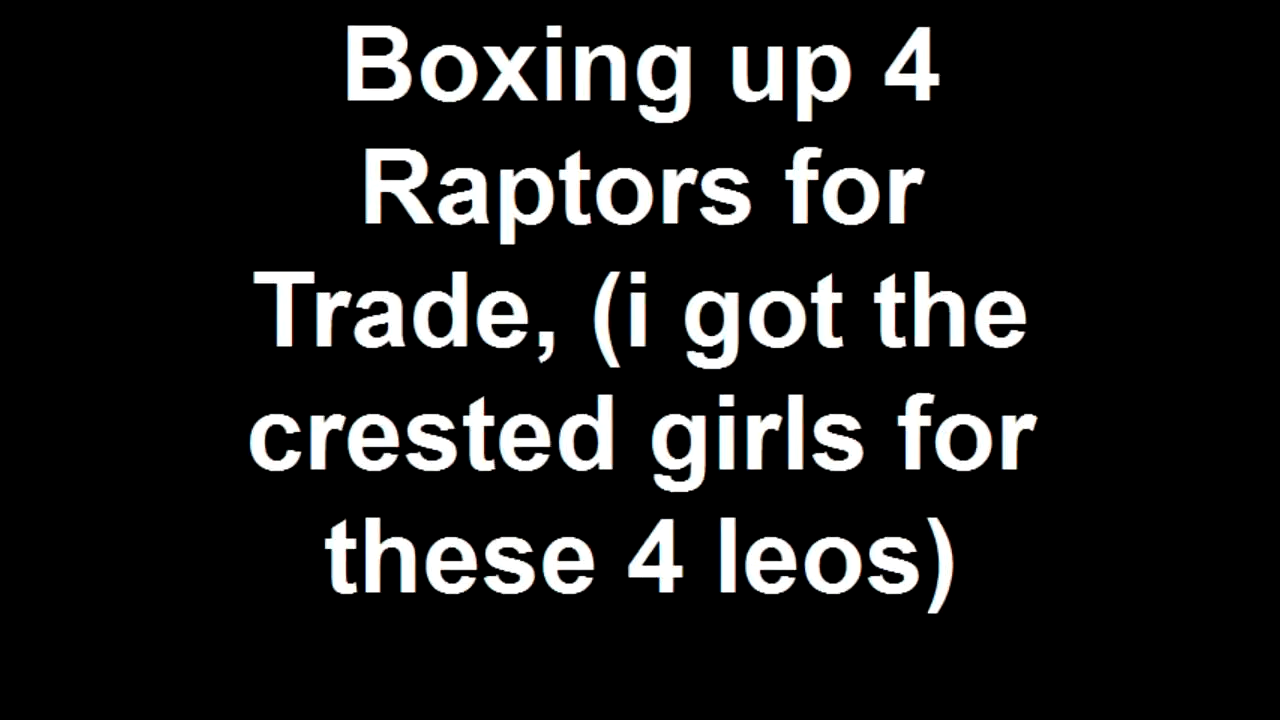 Boxing up 4
Raptors for
Trade, (i got the
crested girls for
these 4 leos)